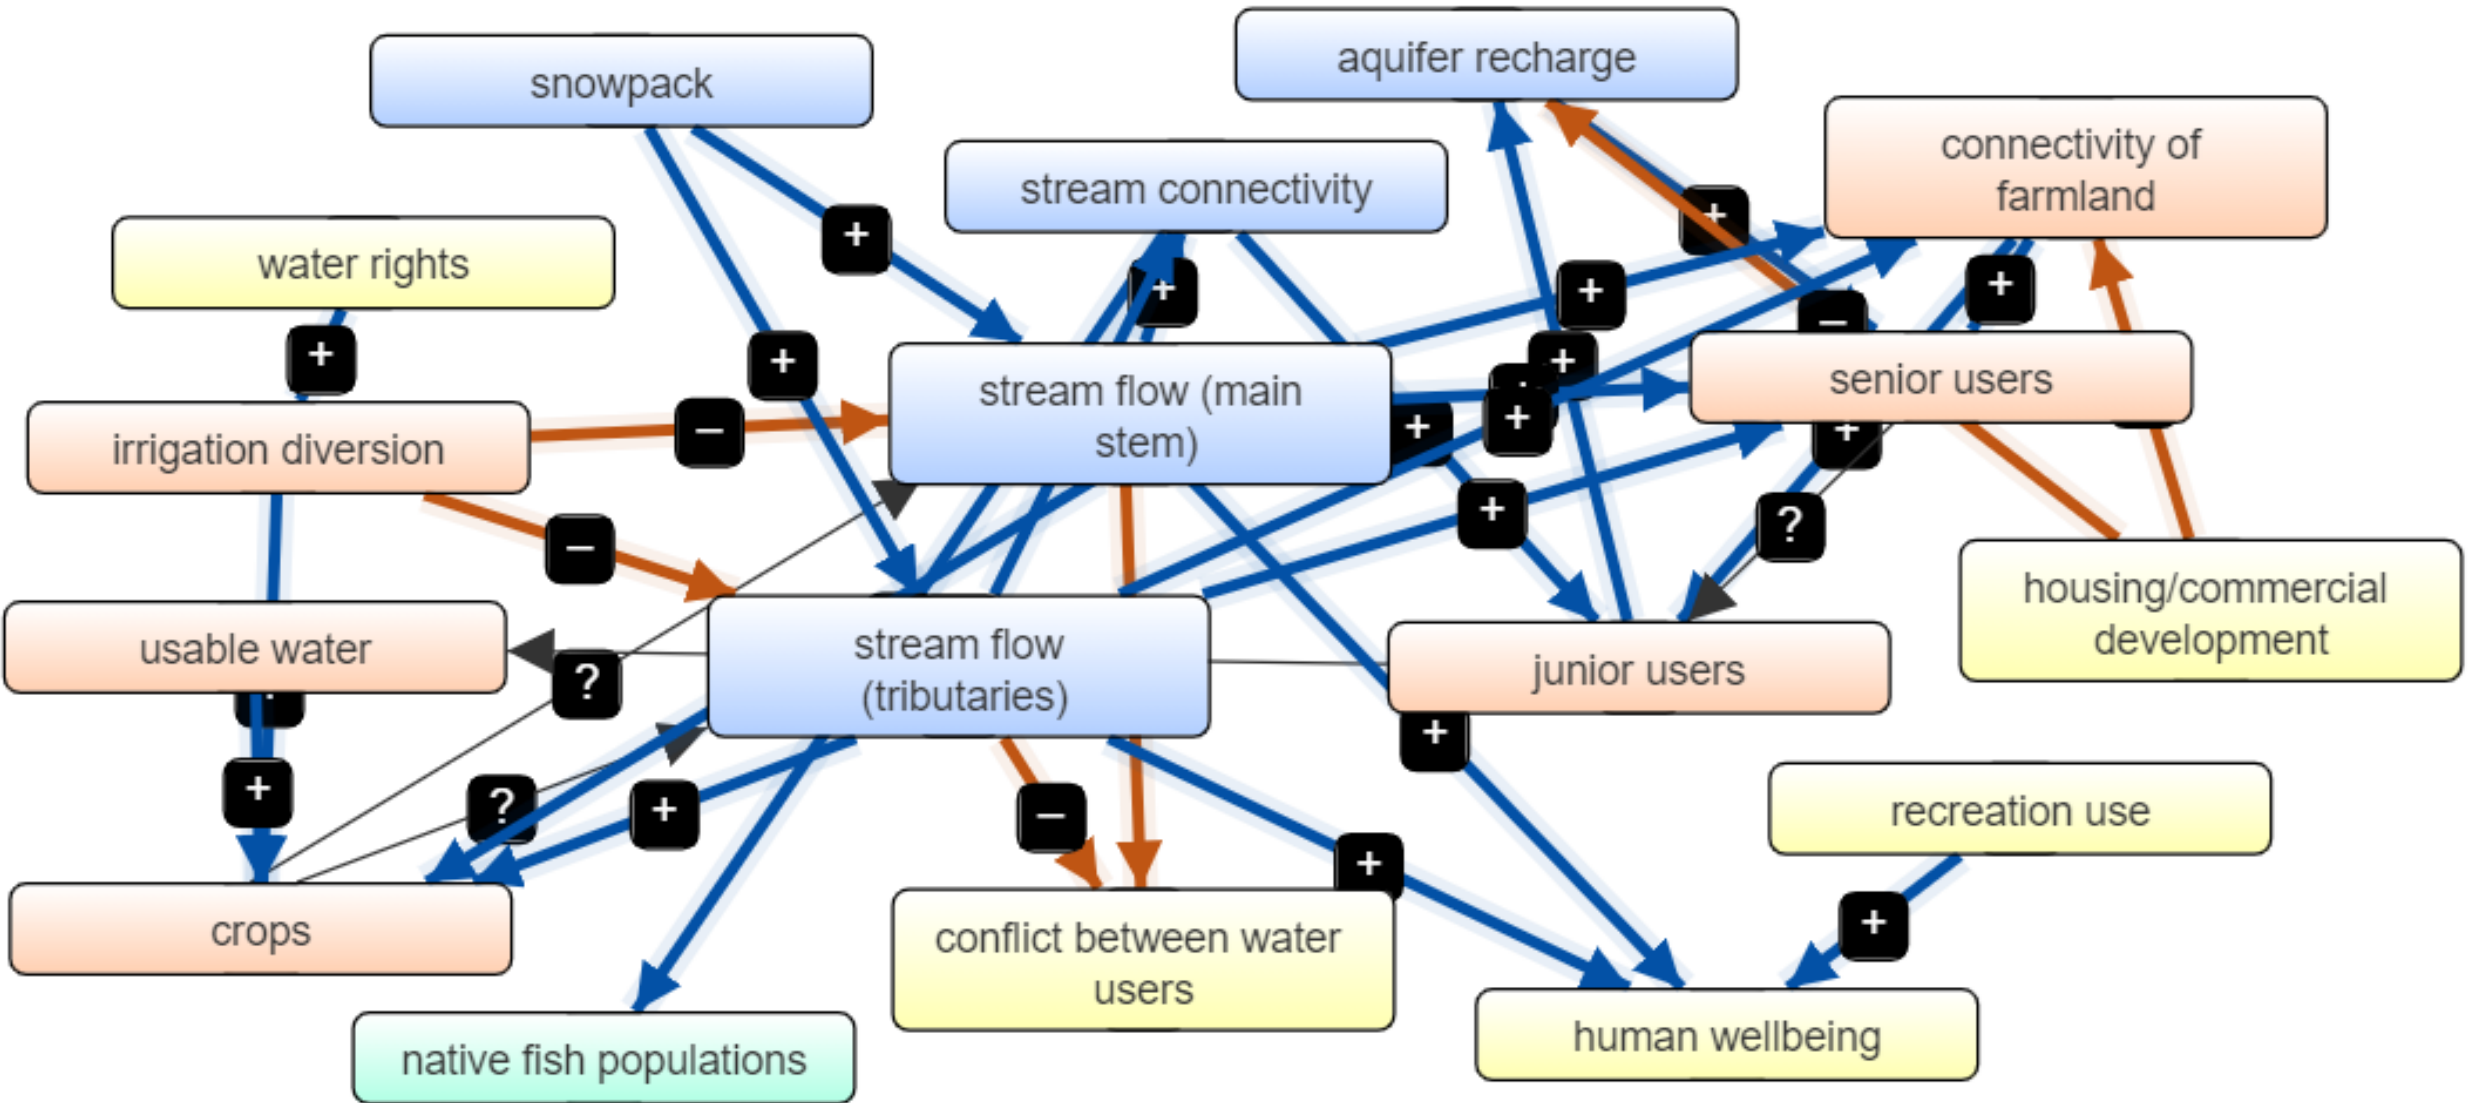 aquifer recharge
snowpack
connectivity of
farmland
stream connectivity
+
+
water rights
+
+
+
–
+
+
+
senior users
stream flow (main
stem)
+
–
+
+
+
irrigation diversion
+
?
–
housing/commercial
development
usable water
stream flow
(tributaries)
junior users
?
+
+
?
+
–
recreation use
+
+
crops
conflict between water
users
human wellbeing
native fish populations